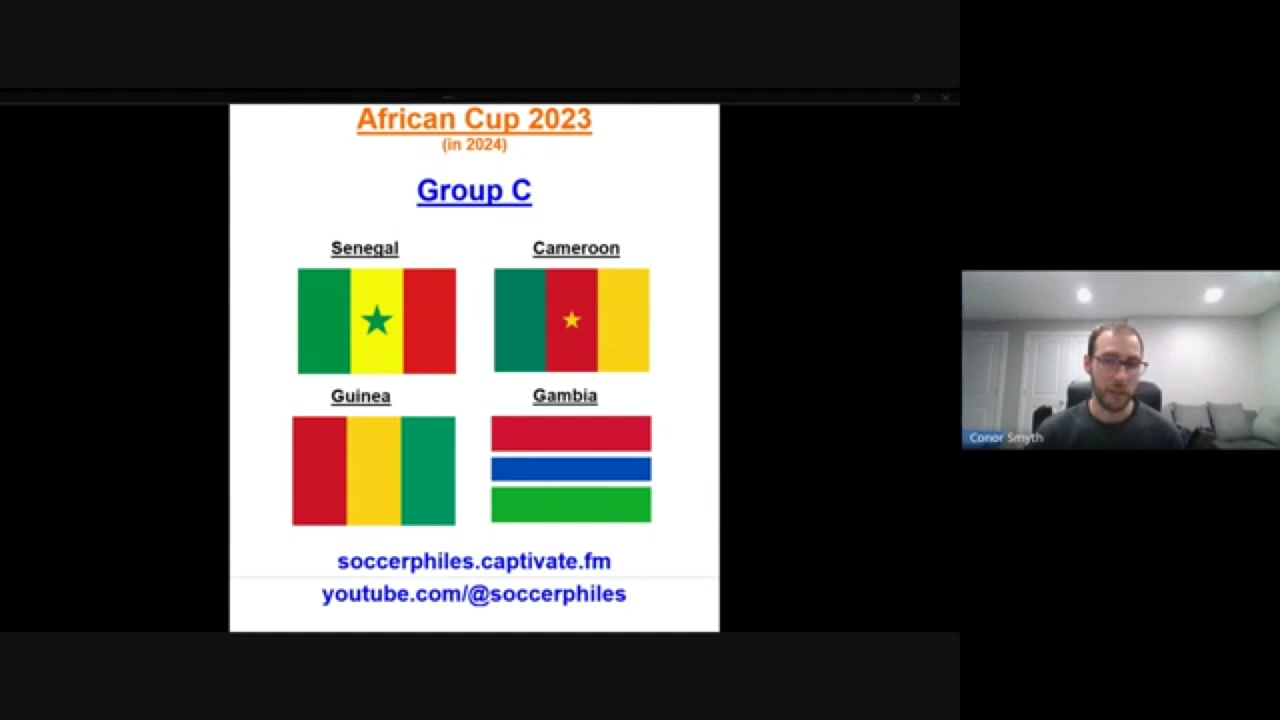 African Cup 2023
(in 2024)
Group C
Senegal
Cameroon
Guinea
Gambia
soccerphiles.captivate.fm
youtube.com/@soccerphiles
Conor Smyth